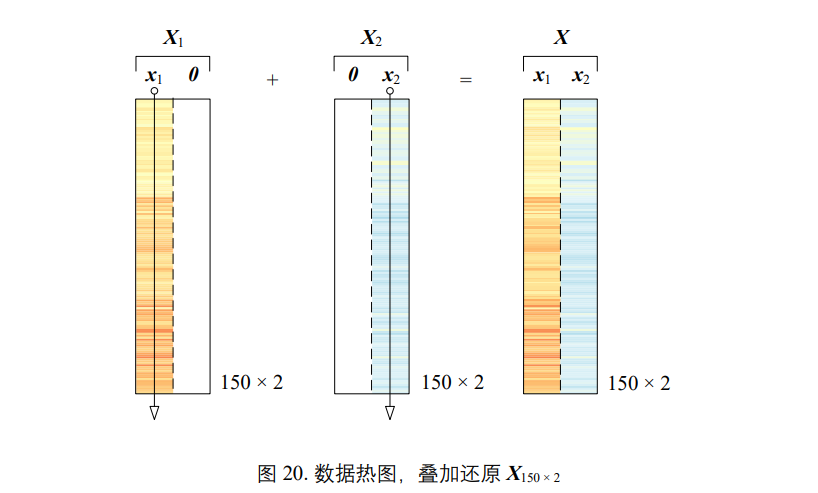 X₁ X₂ X
x₁ 0 + 0 x₂ = x₁ x₂
150 × 2 150 × 2 150 × 2
图 20. 数据热图，叠加还原 X₁₅₀ × ₂